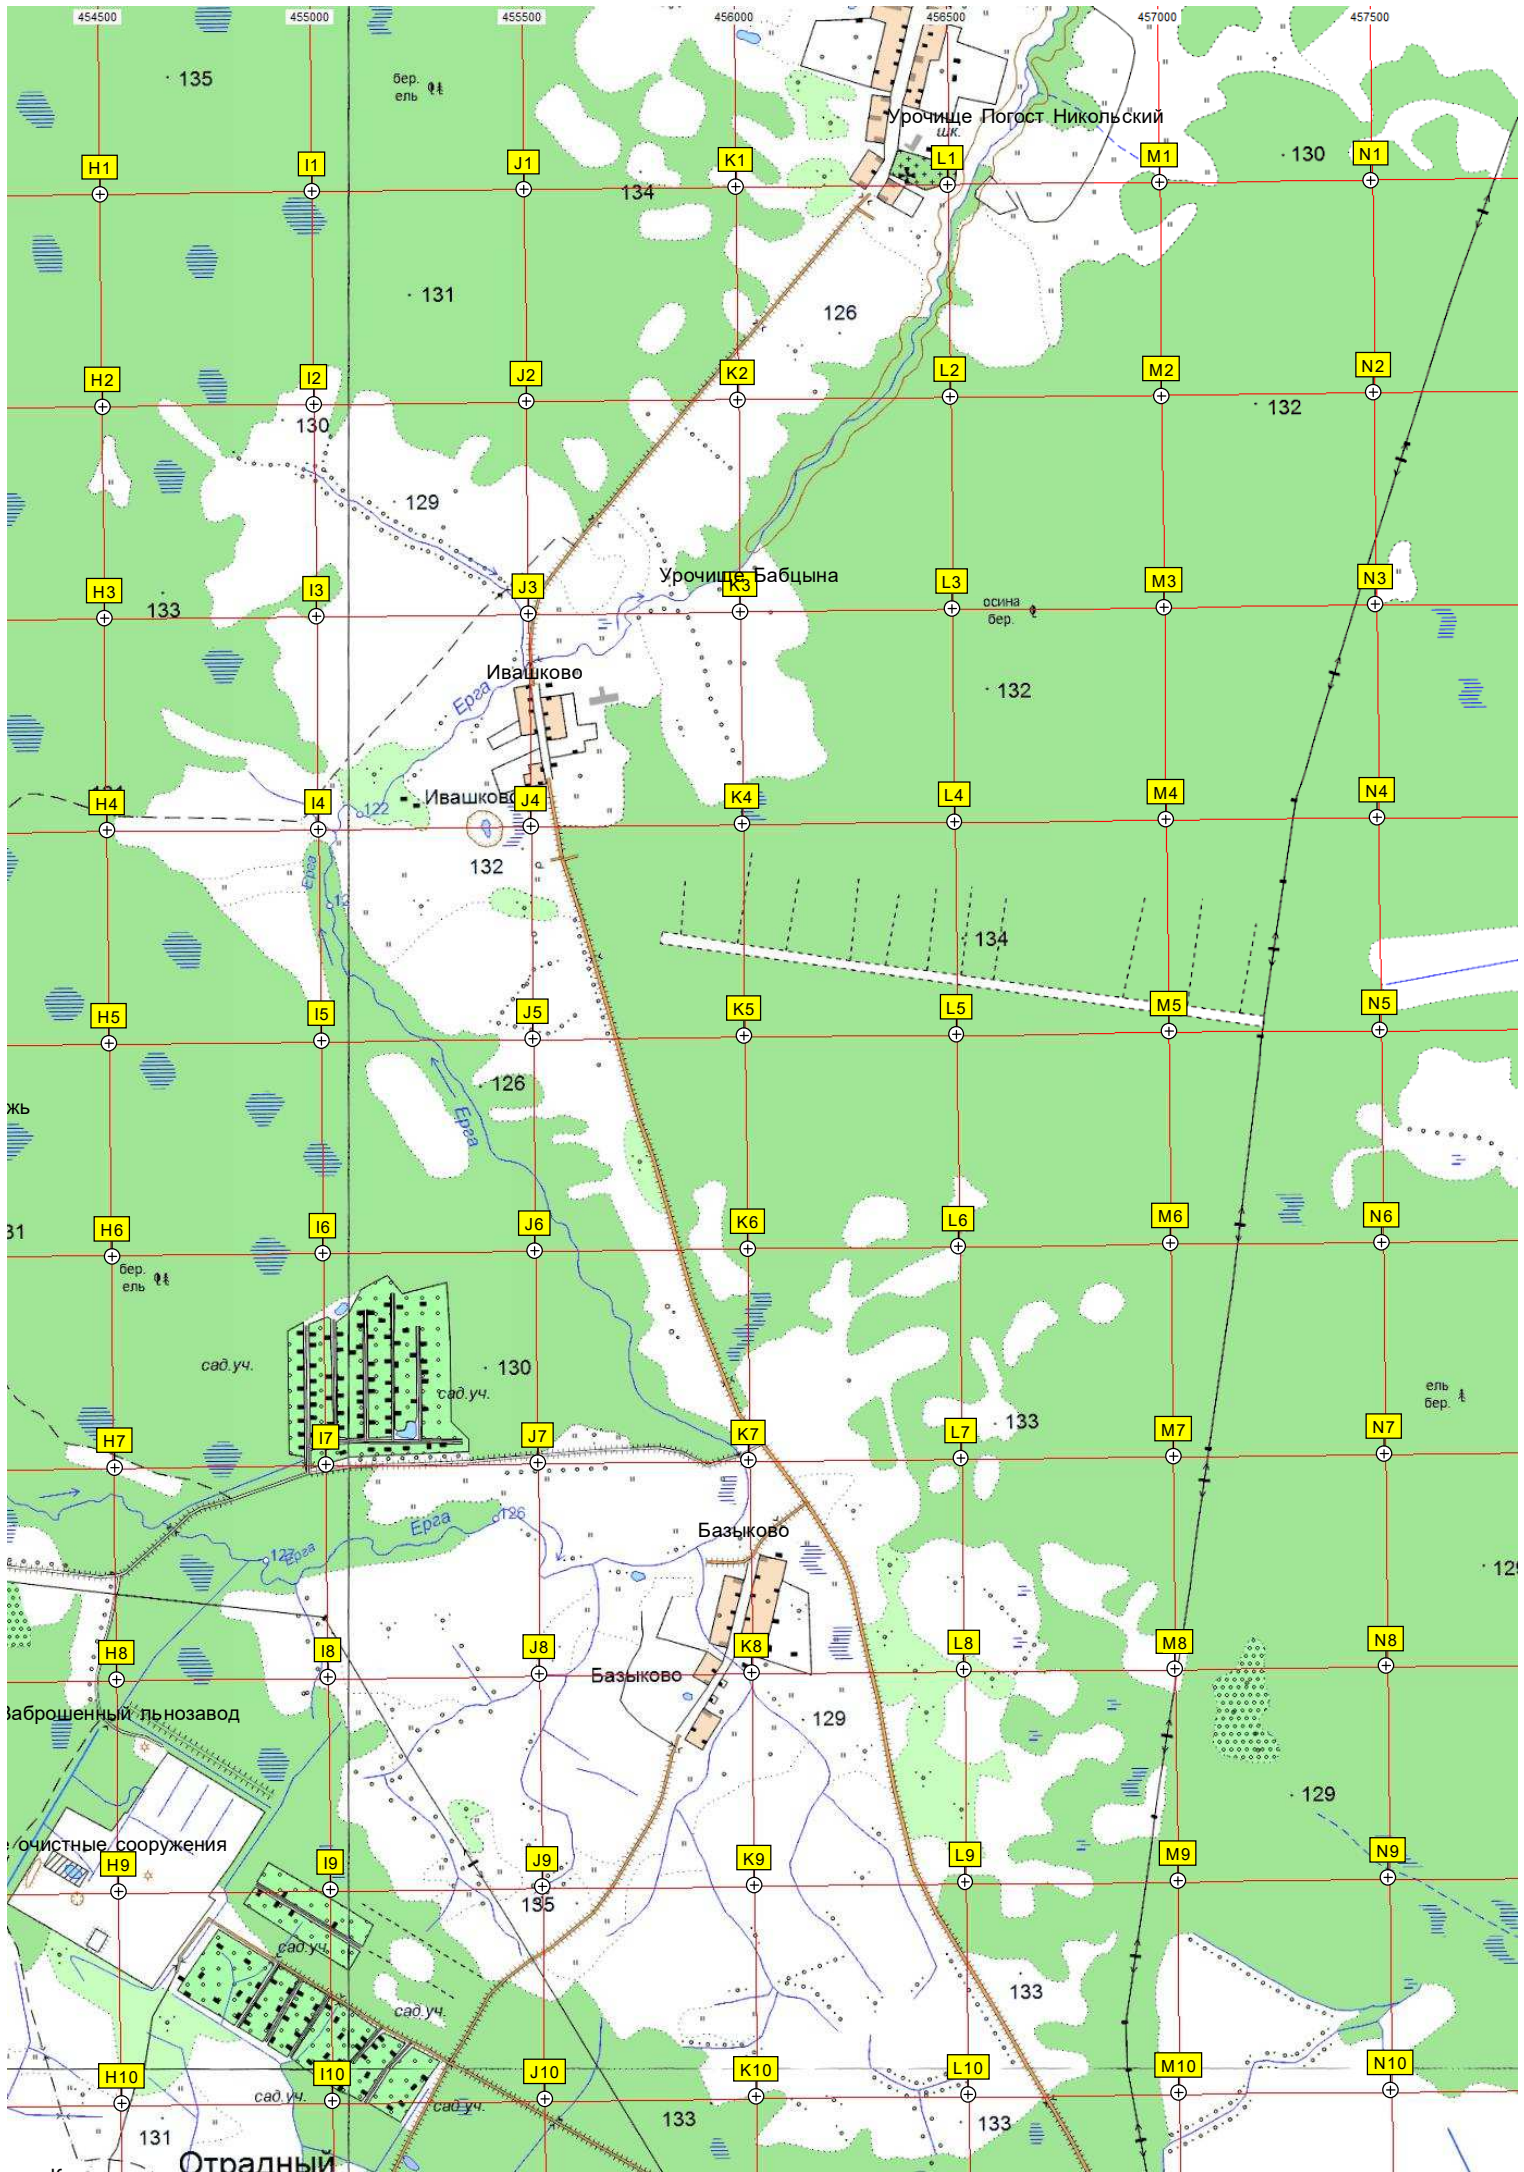 454500 455000 455500 456000 456500 457000 457500
135
бер.
ель
Урочище Погост Никольский
шк.
130
H1 I1 J1 K1 L1 M1 N1
134
131
126
H2 I2 J2 K2 L2 M2 N2
130
132
129
Урочище Бабцына
H3 I3 J3 K3 L3 M3 N3
133
осина
бер.
Ивашково
132
Ерга
Ивашково
122
H4 I4 J4 K4 L4 M4 N4
132
Ерга
134
H5 I5 J5 K5 L5 M5 N5
126
жь
Ерга
H6 I6 J6 K6 L6 M6 N6
31
бер.
ель
сад.уч.
130
сад.уч.
ель
бер.
133
H7 I7 J7 K7 L7 M7 N7
126
Ерга
Базыково
127
Ерга
129
H8 I8 J8 K8 L8 M8 N8
Базыково
Заброшенный льнозавод
129
129
очистные сооружения
H9 I9 J9 K9 L9 M9 N9
135
сад.уч.
133
сад.уч.
H10 I10 J10 K10 L10 M10 N10
сад.уч.
сад.уч.
133
133
131
Отрадный